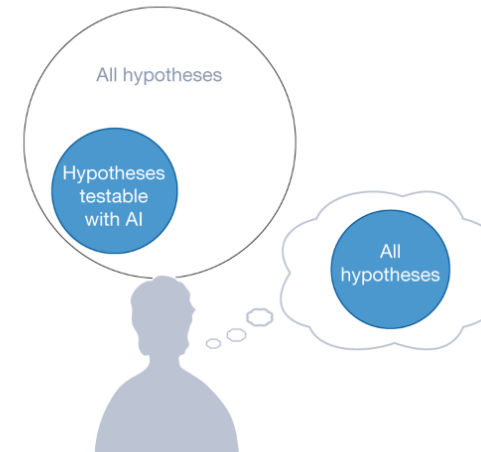 All hypotheses
Hypotheses
testable
with AI
All
hypotheses